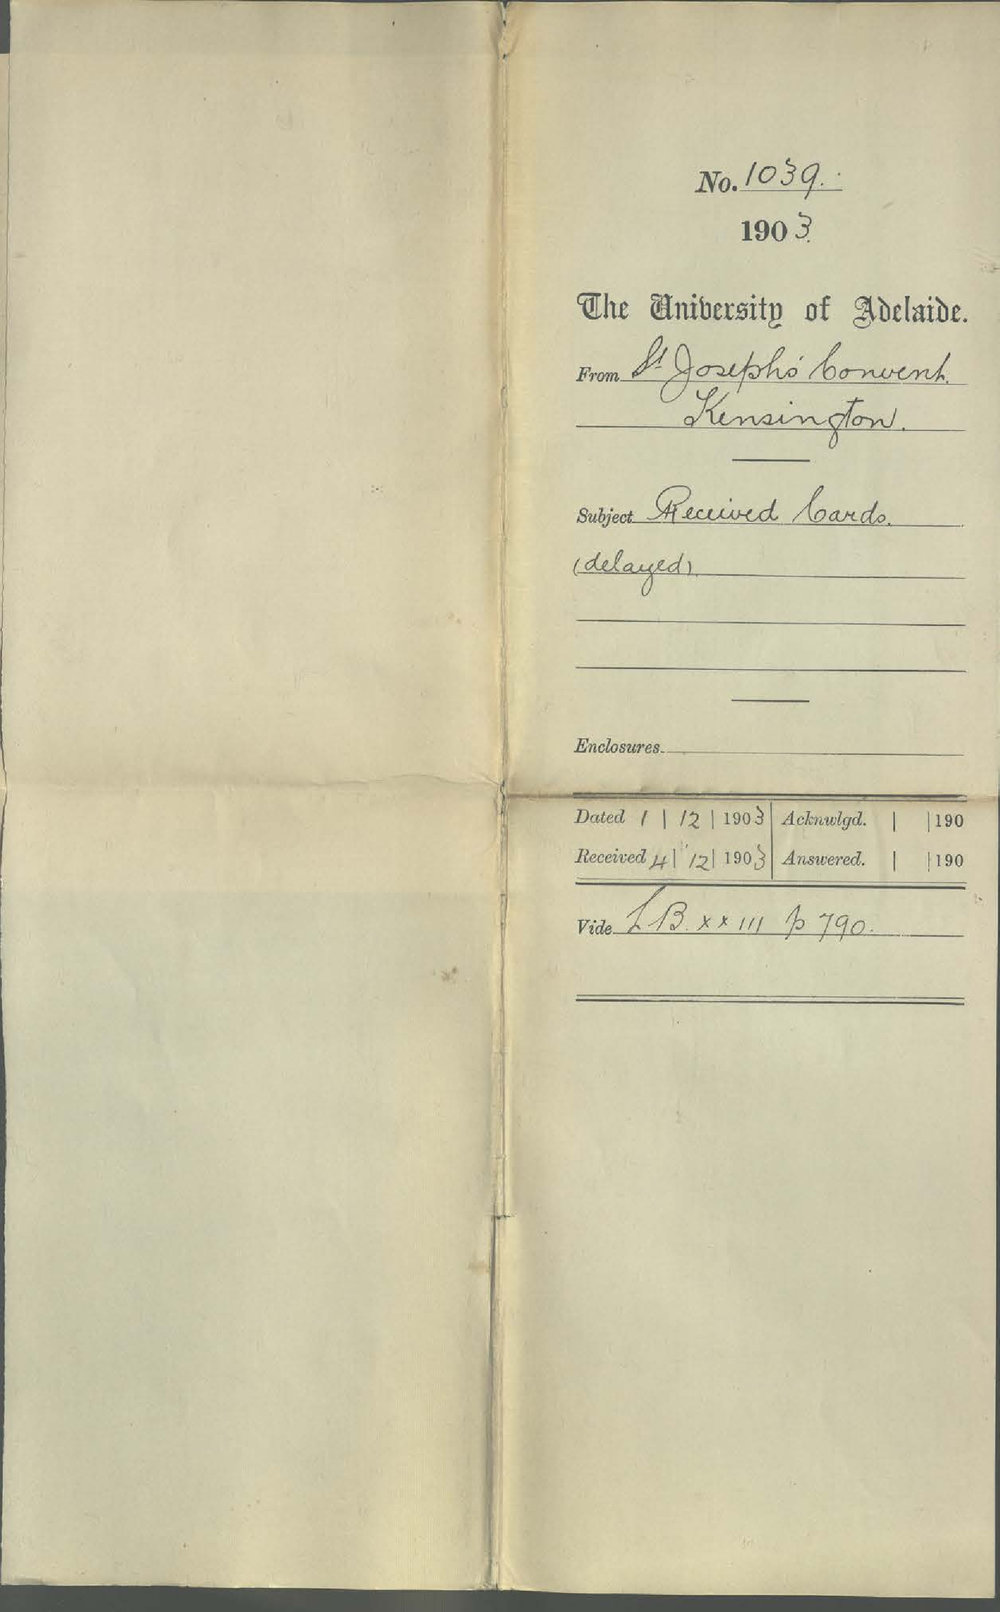 No. 1039.
1903
The University of Adelaide.
From St Josephs' Convent.
Kensington.
Subject Received Cards.
(delayed).
Enclosures.
Dated 1 | 12 | 1903 | Acknwlgd. | | 190
Received 4 | 12 | 1903 | Answered. | | 190
Vide L B. xxiii p 790.